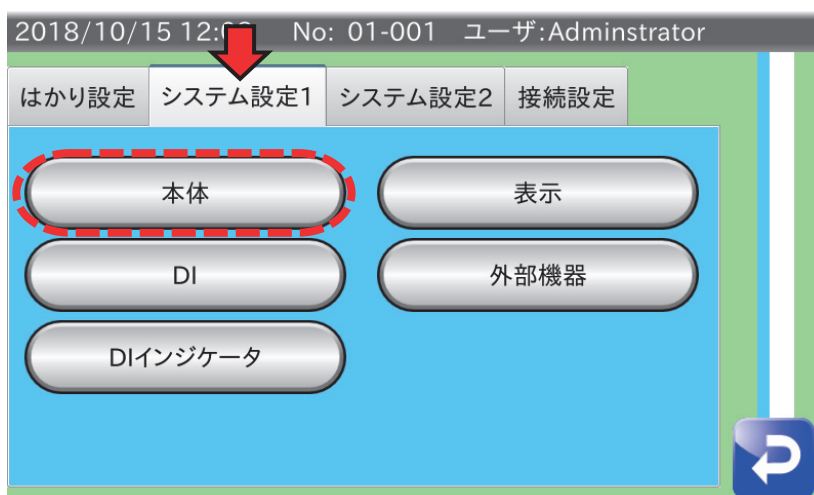 2018/10/15 12:00 No: 01-001 ユーザ:Adminstrator
はかり設定 システム設定1 システム設定2 接続設定
本体 表示
DI 外部機器
DIインジケータ